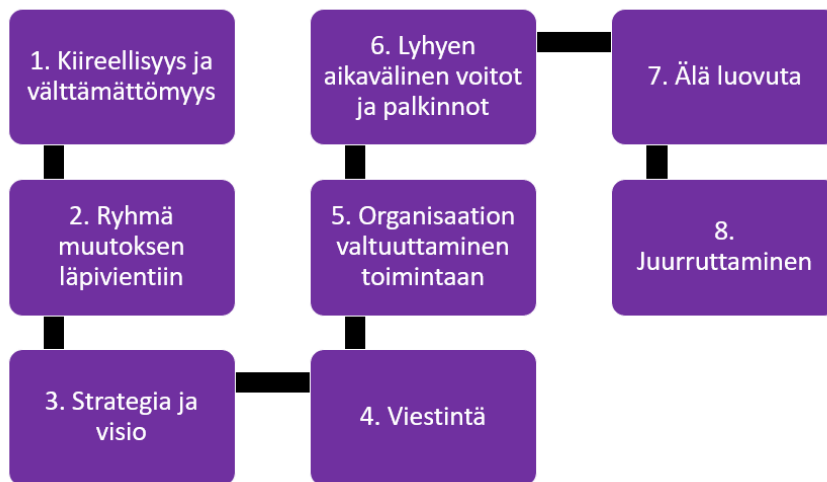 1. Kiireellisyys ja
välttämättömyys
2. Ryhmä
muutoksen
läpivientiin
3. Strategia ja
visio
4. Viestintä
5. Organisaation
valtuuttaminen
toimintaan
6. Lyhyen
aikavälinen voitot
ja palkinnot
7. Älä luovuta
8.
Juurruttaminen